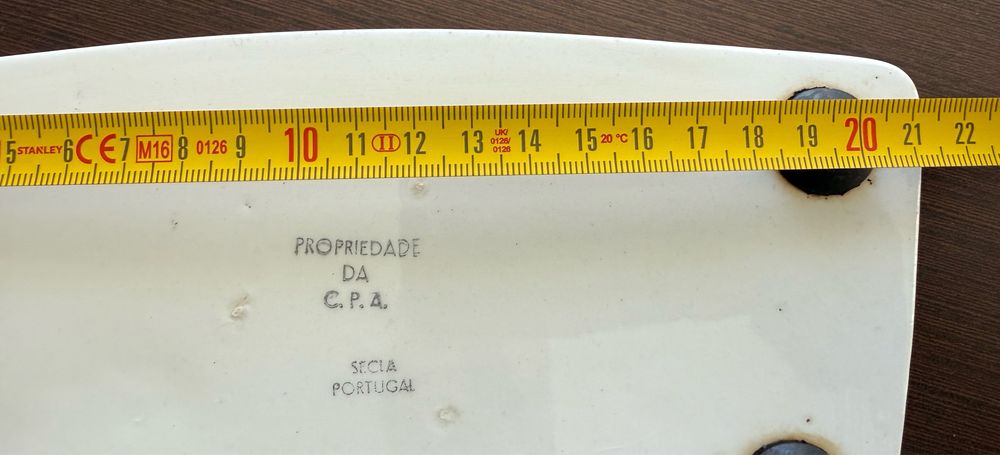 5 STANLEY 6 CE 7 M16 8 0126 9 10 11 II 12 13 UK/ 0126/ 0126 14 15 20 °C 16 17 18 19 20 21 22
PROPRIEDADE
DA
C.P.A.
SECLA
PORTUGAL